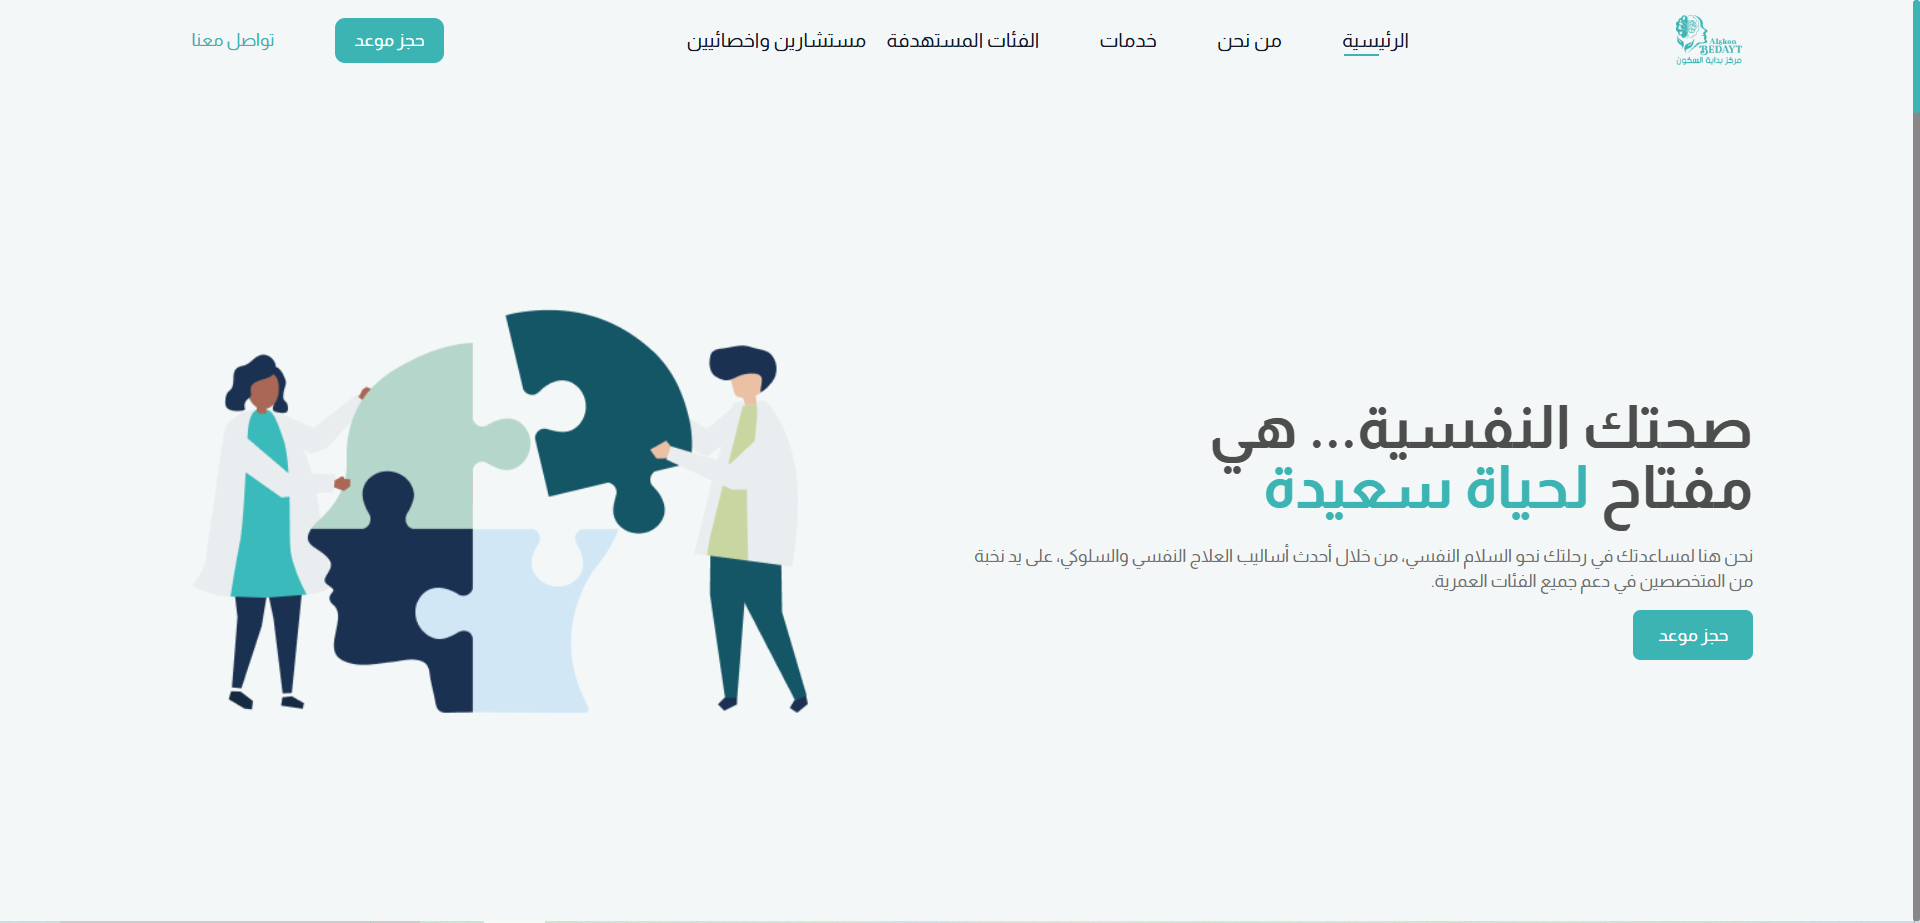 Alskon
BEDAYT
مركز بداية السكون
الرئيسية
من نحن
خدمات
الفئات المستهدفة
مستشارين واخصائيين
حجز موعد
تواصل معنا
صحتك النفسية... هي
مفتاح لحياة سعيدة
نحن هنا لمساعدتك في رحلتك نحو السلام النفسي، من خلال أحدث أساليب العلاج النفسي والسلوكي، على يد نخبة
من المتخصصين في دعم جميع الفئات العمرية.
حجز موعد